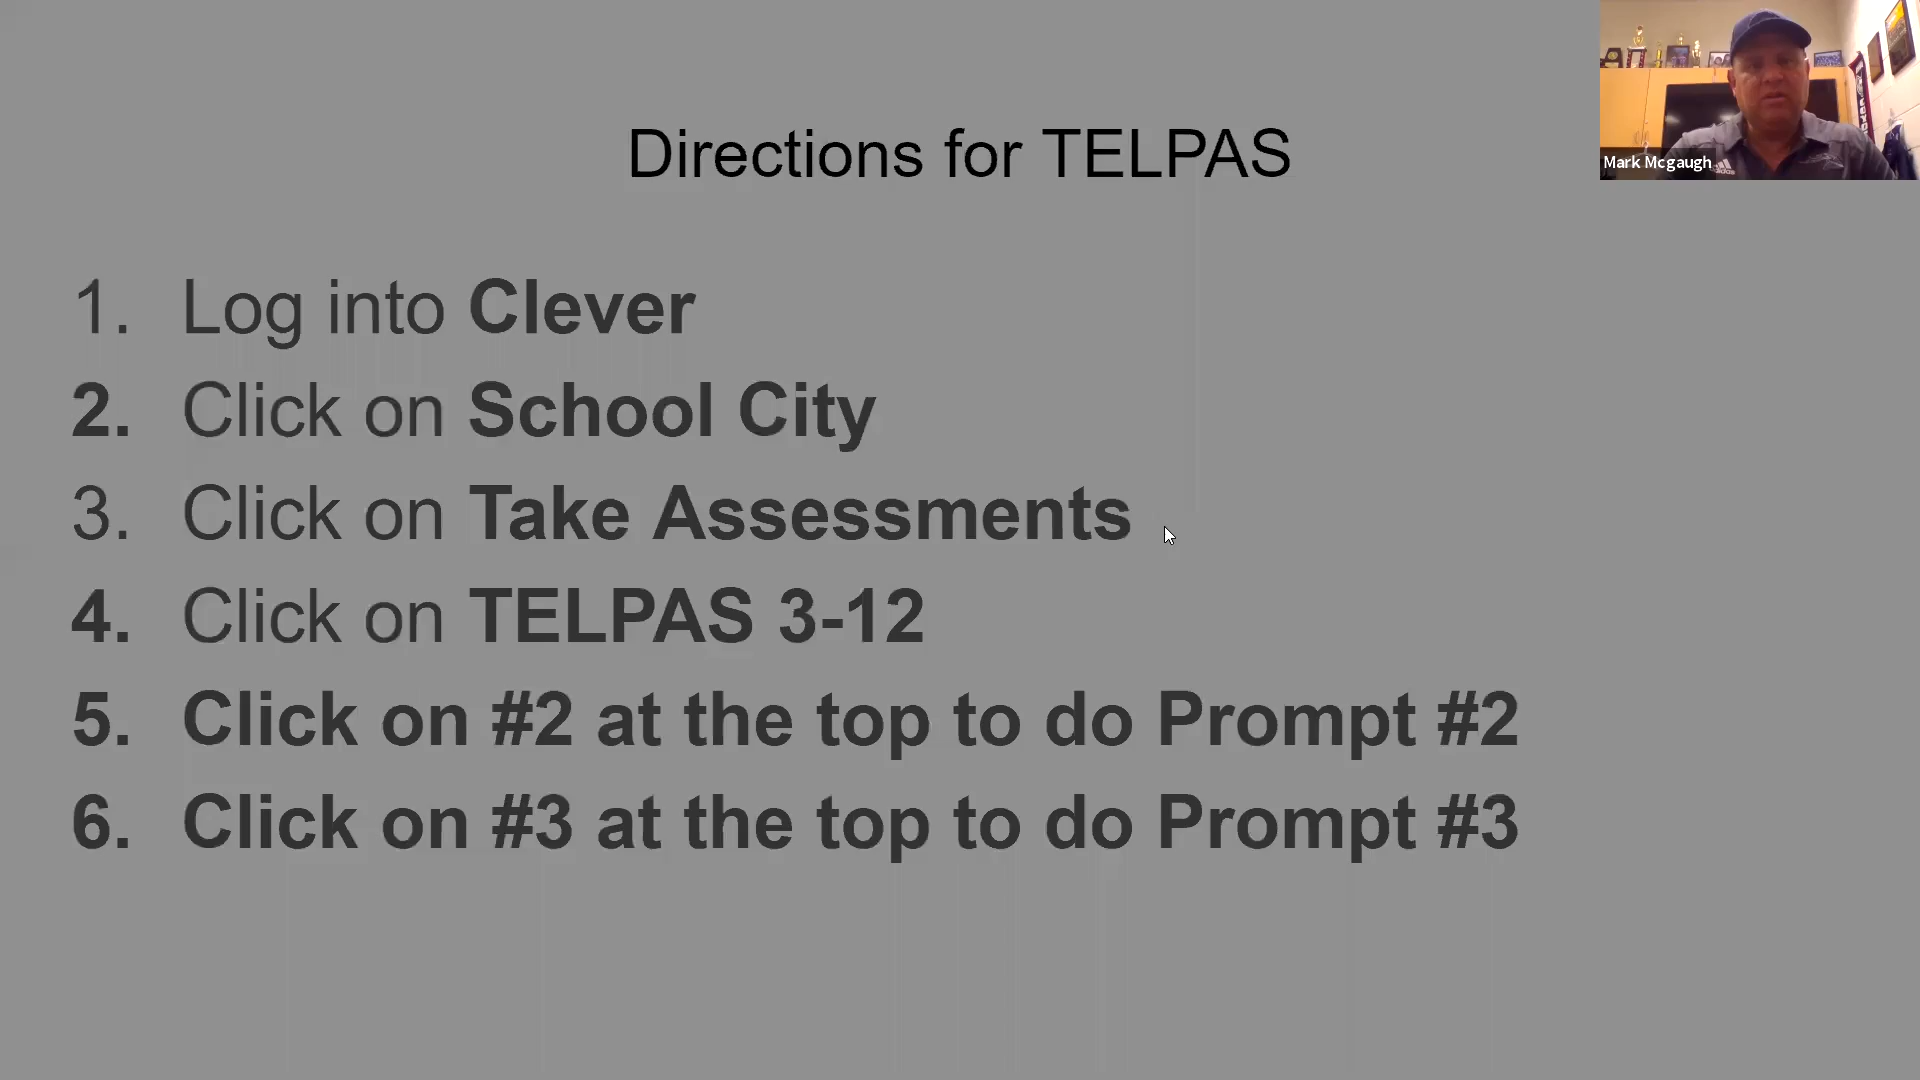 Directions for TELPAS
1. Log into Clever
2. Click on School City
3. Click on Take Assessments
4. Click on TELPAS 3-12
5. Click on #2 at the top to do Prompt #2
6. Click on #3 at the top to do Prompt #3
Mark Mcgaugh
adidas